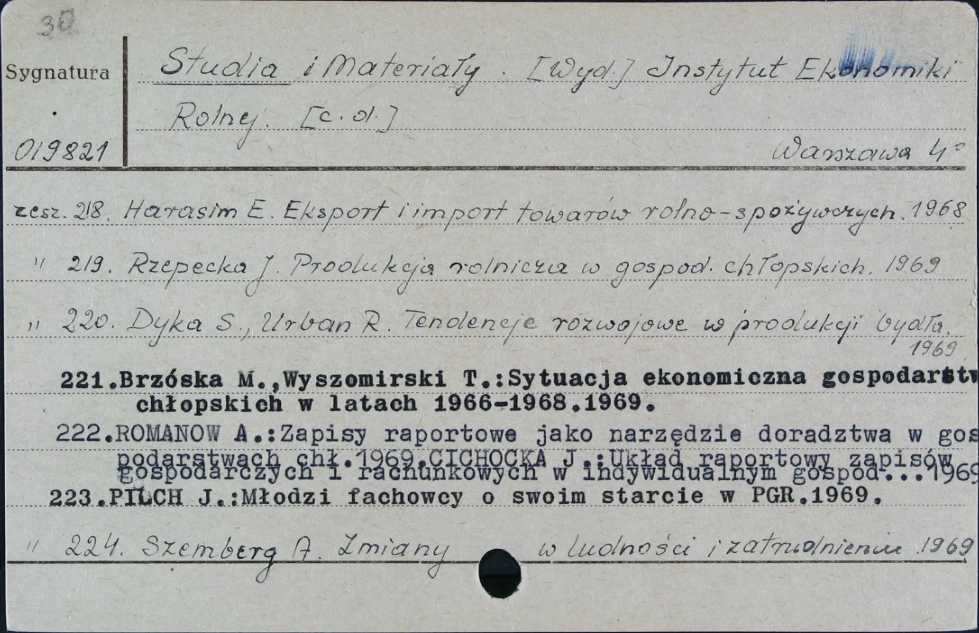 30
Sygnatura
Studia i Materiały. [Wyd.] Instytut Ekonomiki
Rolnej. [c.d.]
019821
Warszawa 4°
zesz. 218. Harasim E. Eksport i import towarów rolno-spożywczych. 1968
" 219. Rzepecka J. Produkcja rolnicza w gospod. chłopskich. 1969
" 220. Dyka S., Urban R. Tendencje rozwojowe w produkcji bydła.
1969
221.Brzóska M.,Wyszomirski T.:Sytuacja ekonomiczna gospodarstw
chłopskich w latach 1966-1968.1969.
222.ROMANOW A.:Zapisy raportowe jako narzędzie doradztwa w gos
podarstwach chł.1969.CICHOCKA J.:Układ raportowy zapisów
gospodarczych i rachunkowych w indywidualnym gospod...1969
223.PILCH J.:Młodzi fachowcy o swoim starcie w PGR.1969.
" 224. Szemberg A. Zmiany w ludności i zatrudnieniu. 1969